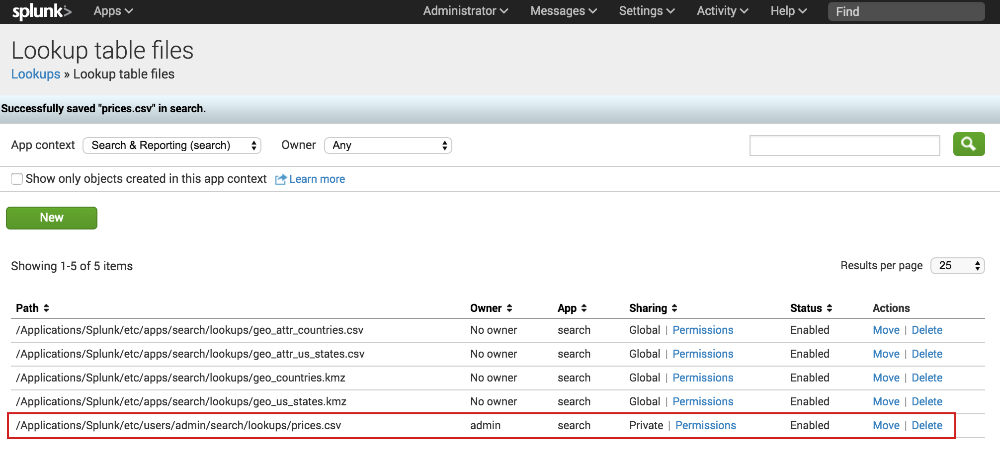 splunk> Apps Administrator Messages Settings Activity Help Find
Lookup table files
Lookups » Lookup table files
Successfully saved "prices.csv" in search.
App context Search & Reporting (search) Owner Any
Show only objects created in this app context Learn more
New
Showing 1-5 of 5 items Results per page 25
Path Owner App Sharing Status Actions
/Applications/Splunk/etc/apps/search/lookups/geo_attr_countries.csv No owner search Global | Permissions Enabled Move | Delete
/Applications/Splunk/etc/apps/search/lookups/geo_attr_us_states.csv No owner search Global | Permissions Enabled Move | Delete
/Applications/Splunk/etc/apps/search/lookups/geo_countries.kmz No owner search Global | Permissions Enabled Move | Delete
/Applications/Splunk/etc/apps/search/lookups/geo_us_states.kmz No owner search Global | Permissions Enabled Move | Delete
/Applications/Splunk/etc/users/admin/search/lookups/prices.csv admin search Private | Permissions Enabled Move | Delete